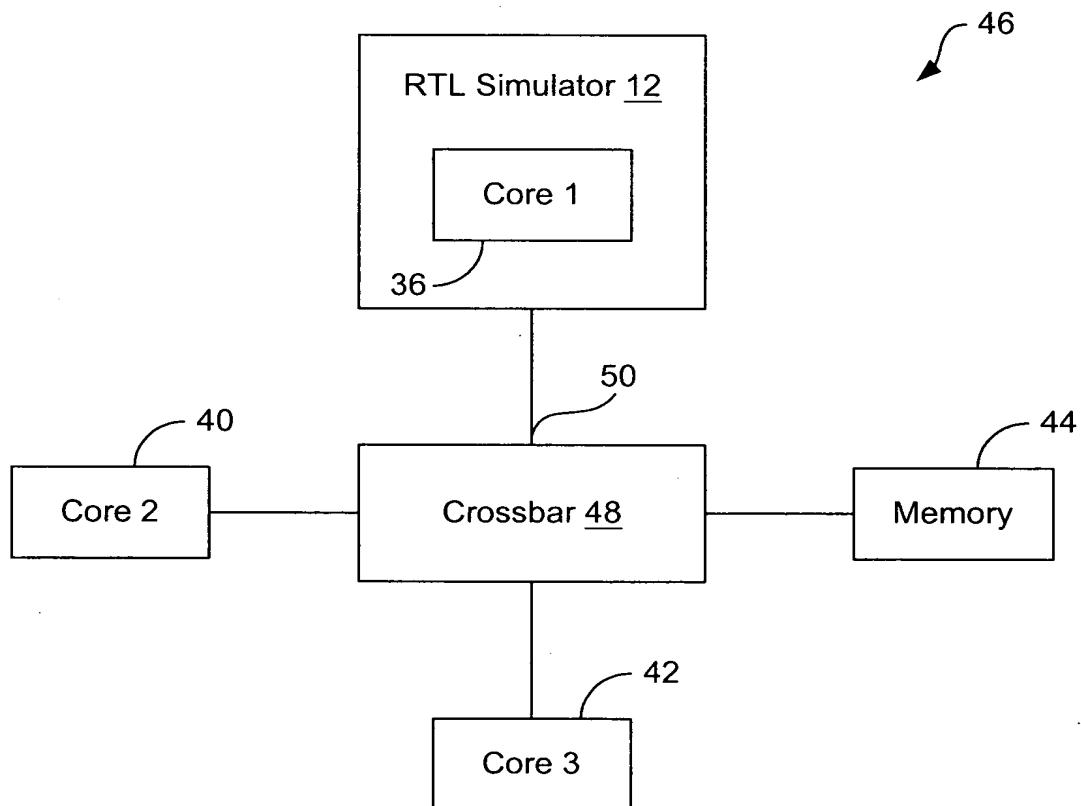 46
RTL Simulator 12
Core 1
36
50
40
44
Core 2
Crossbar 48
Memory
42
Core 3